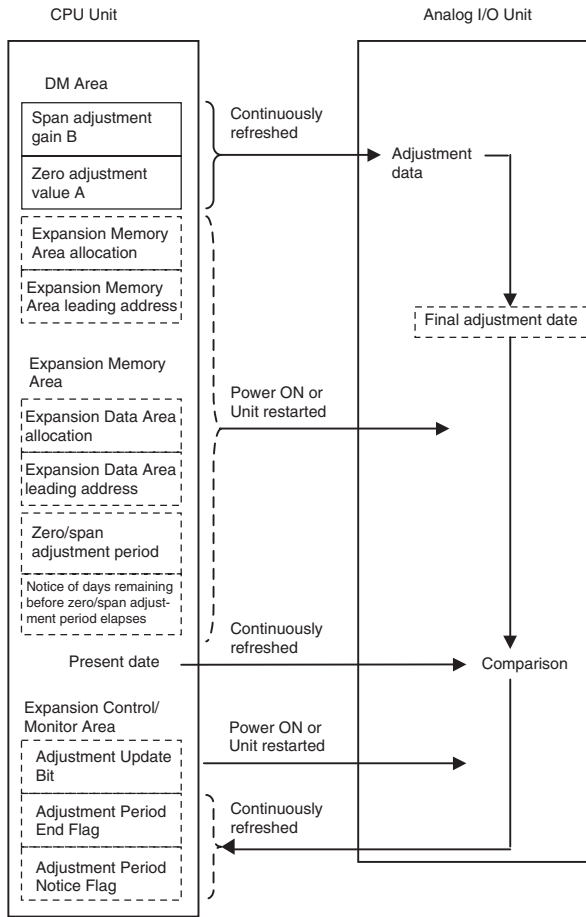 CPU Unit
Analog I/O Unit
DM Area
Span adjustment
gain B
Zero adjustment
value A
Continuously
refreshed
Adjustment
data
Expansion Memory
Area allocation
Expansion Memory
Area leading address
Final adjustment date
Expansion Memory
Area
Expansion Data Area
allocation
Expansion Data Area
leading address
Zero/span
adjustment period
Notice of days remaining
before zero/span adjust-
ment period elapses
Power ON or
Unit restarted
Continuously
refreshed
Present date
Comparison
Expansion Control/
Monitor Area
Power ON or
Unit restarted
Adjustment Update
Bit
Adjustment Period
End Flag
Adjustment Period
Notice Flag
Continuously
refreshed